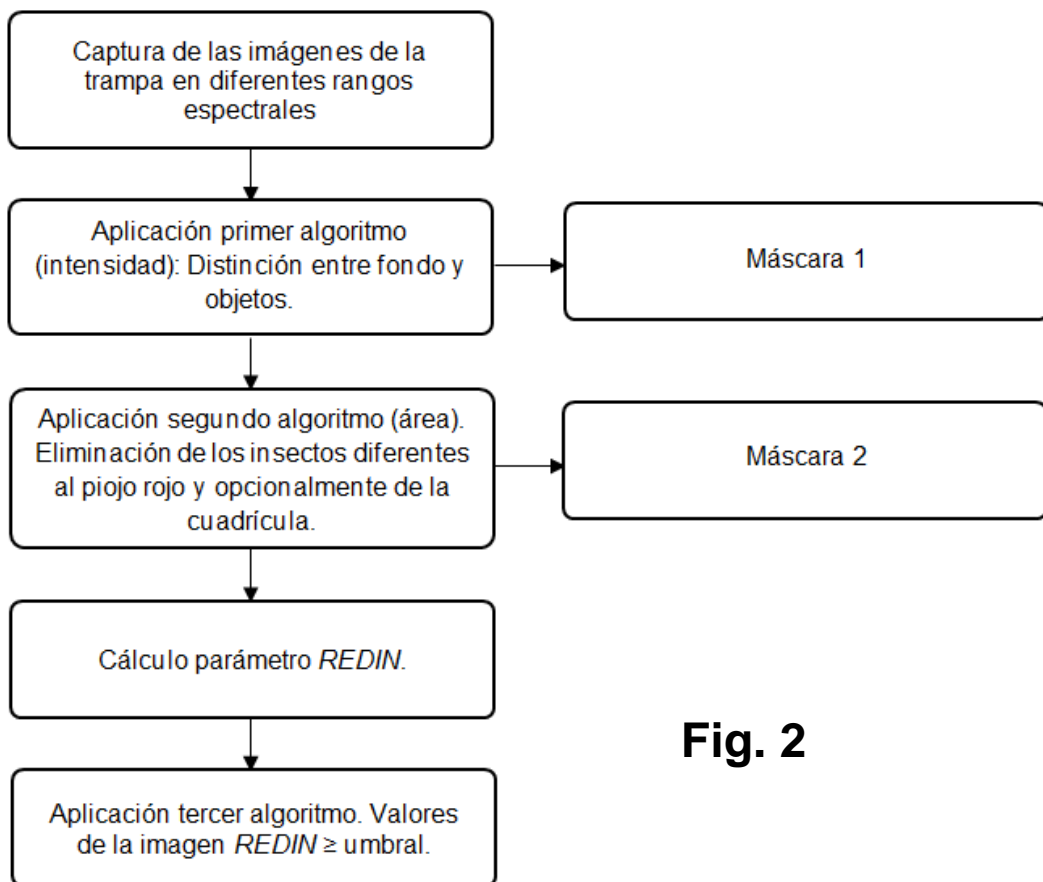 Captura de las imágenes de la
trampa en diferentes rangos
espectrales
Aplicación primer algoritmo
(intensidad): Distinción entre fondo y
objetos.
Máscara 1
Aplicación segundo algoritmo (área).
Eliminación de los insectos diferentes
al piojo rojo y opcionalmente de la
cuadrícula.
Máscara 2
Cálculo parámetro REDIN.
Fig. 2
Aplicación tercer algoritmo. Valores
de la imagen REDIN ≥ umbral.